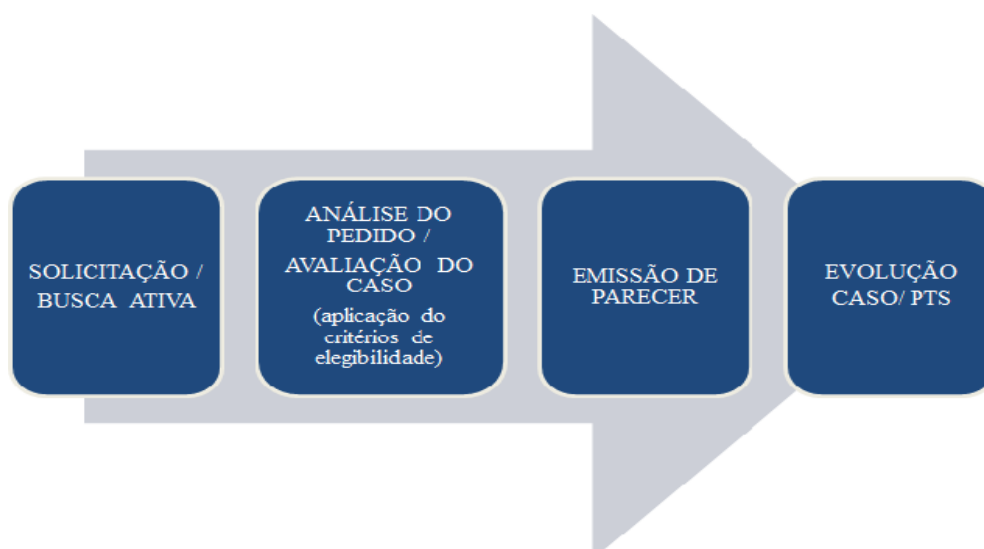 SOLICITAÇÃO /
BUSCA ATIVA
ANÁLISE DO
PEDIDO /
AVALIAÇÃO DO
CASO
(aplicação do
critérios de
elegibilidade)
EMISSÃO DE
PARECER
EVOLUÇÃO
CASO/ PTS